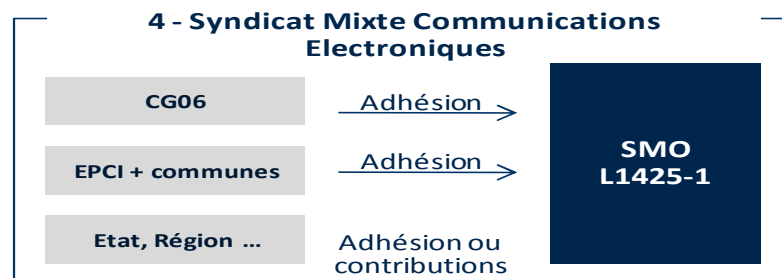 4 - Syndicat Mixte Communications
Electroniques
CG06
Adhésion
EPCI + communes
Adhésion
SMO
L1425-1
Etat, Région ...
Adhésion ou
contributions